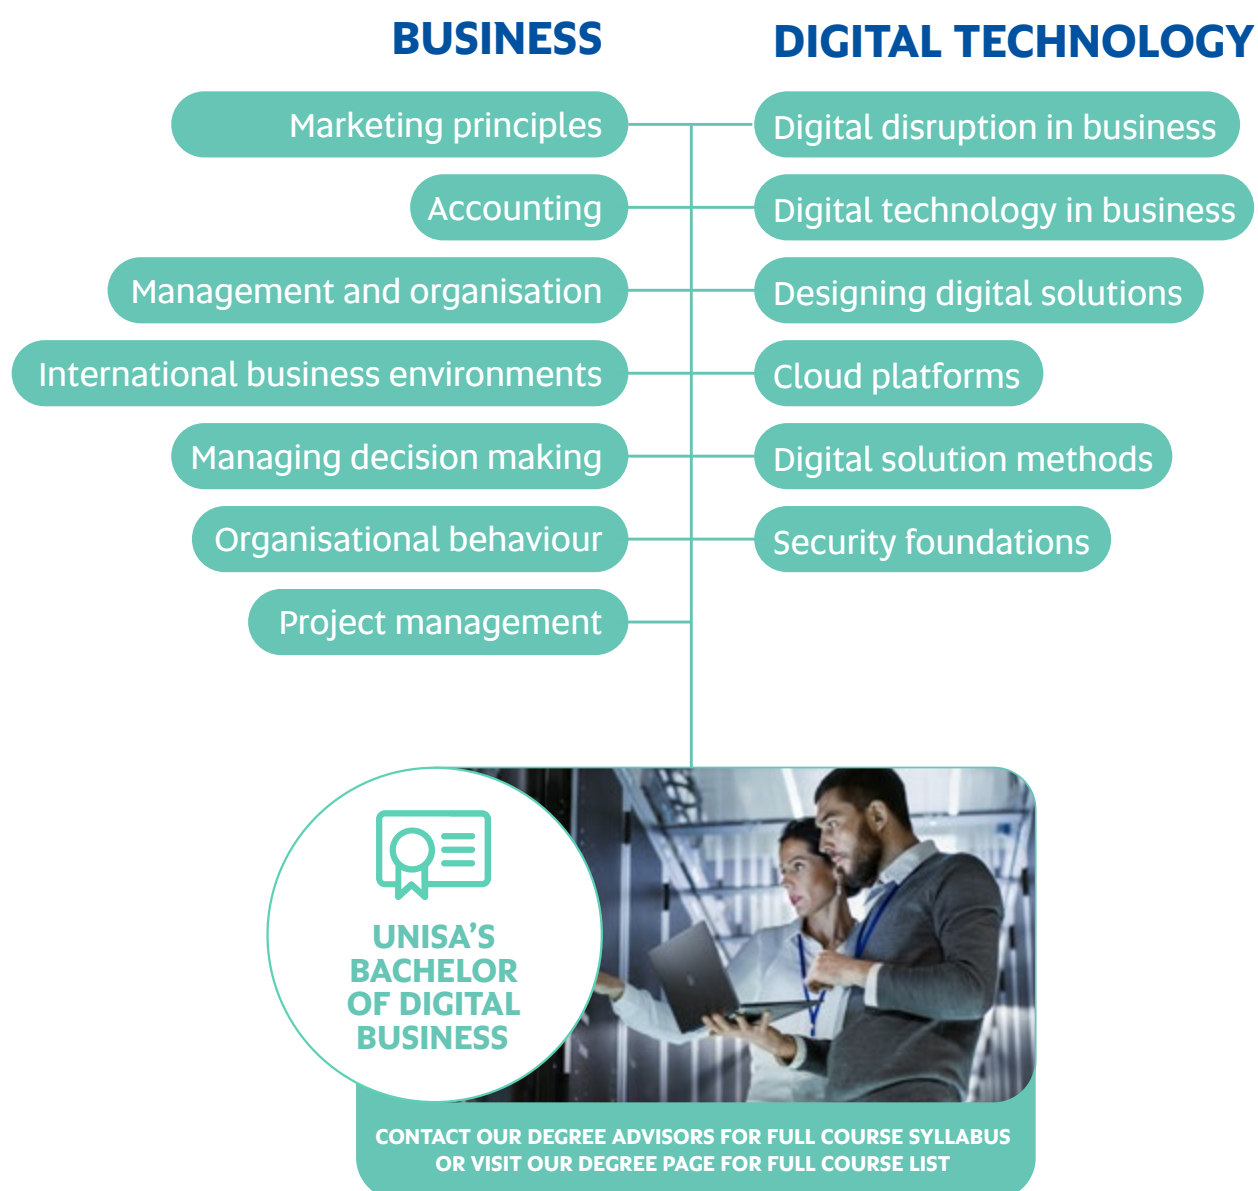 BUSINESS
Marketing principles
Accounting
Management and organisation
International business environments
Managing decision making
Organisational behaviour
Project management
DIGITAL TECHNOLOGY
Digital disruption in business
Digital technology in business
Designing digital solutions
Cloud platforms
Digital solution methods
Security foundations
UNISA’S
BACHELOR
OF DIGITAL
BUSINESS
CONTACT OUR DEGREE ADVISORS FOR FULL COURSE SYLLABUS
OR VISIT OUR DEGREE PAGE FOR FULL COURSE LIST